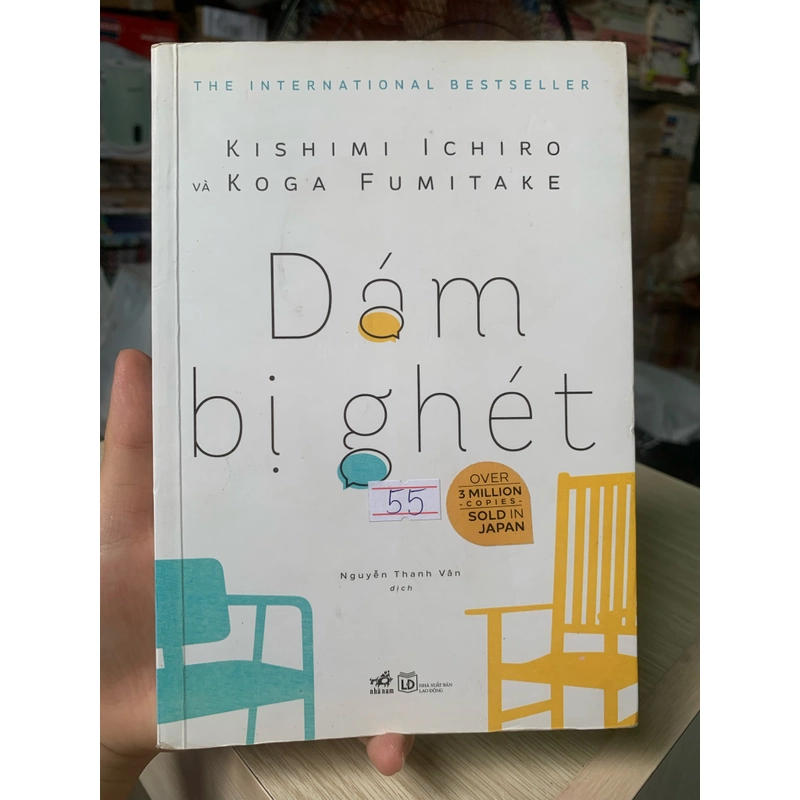 THE INTERNATIONAL BESTSELLER
KISHIMI ICHIRO
VÀ KOGA FUMITAKE
Dám
bị ghét
55
OVER
3 MILLION
- COPIES -
SOLD IN
JAPAN
Nguyễn Thanh Vân
dịch
nhã nam
LĐ
NHÀ XUẤT BẢN
LAO ĐỘNG